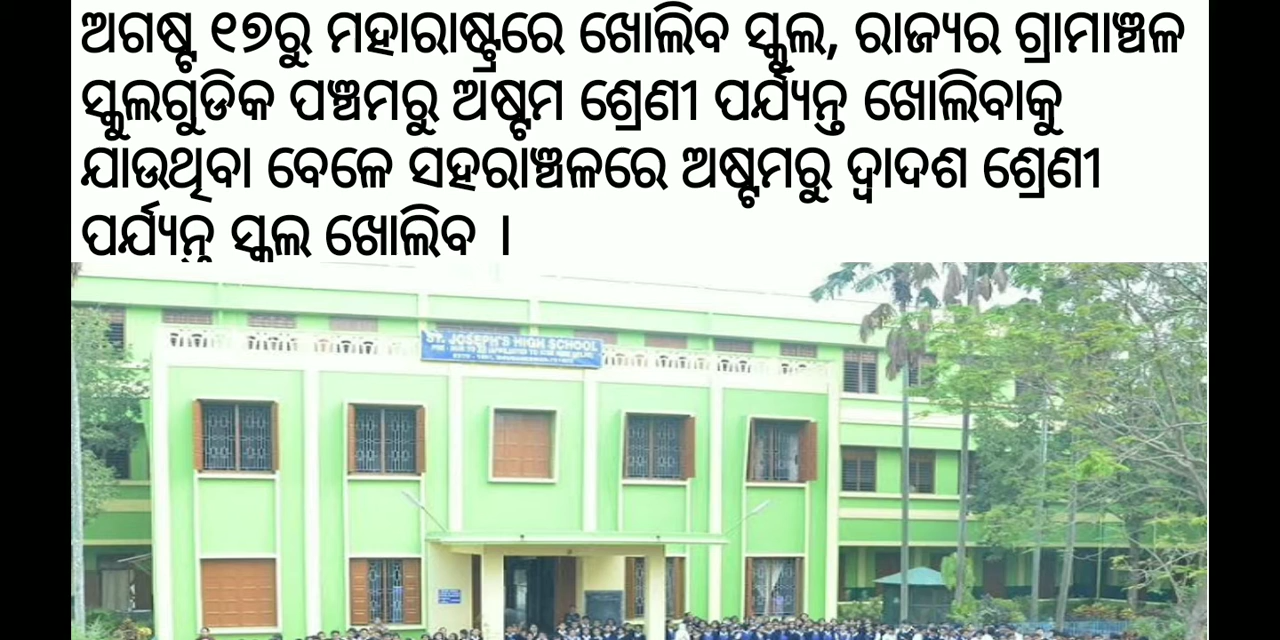 ଅଗଷ୍ଟ ୧୭ରୁ ମହାରାଷ୍ଟ୍ରରେ ଖୋଲିବ ସ୍କୁଲ, ରାଜ୍ୟର ଗ୍ରାମାଞ୍ଚଳ
ସ୍କୁଲଗୁଡିକ ପଞ୍ଚମରୁ ଅଷ୍ଟମ ଶ୍ରେଣୀ ପର୍ଯ୍ୟନ୍ତ ଖୋଲିବାକୁ
ଯାଉଥିବା ବେଳେ ସହରାଞ୍ଚଳରେ ଅଷ୍ଟମରୁ ଦ୍ୱାଦଶ ଶ୍ରେଣୀ
ପର୍ଯ୍ୟନ୍ତ ସ୍କୁଲ ଖୋଲିବ ।
ST. JOSEPH'S HIGH SCHOOL